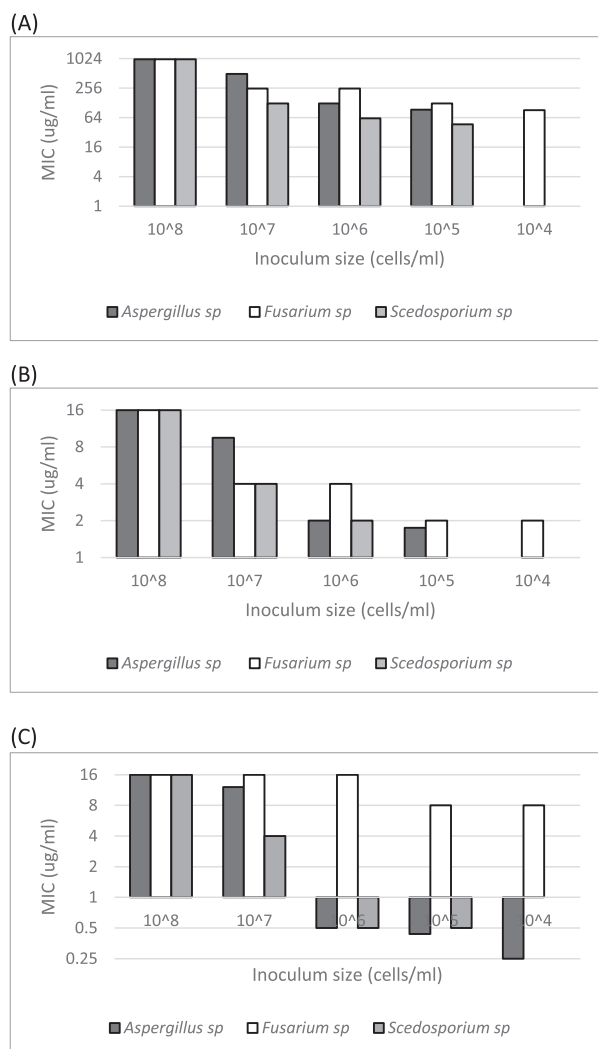 (A)
1024
256
64
16
4
1
MIC (ug/ml)
10^8 10^7 10^6 10^5 10^4
Inoculum size (cells/ml)
Aspergillus sp Fusarium sp Scedosporium sp
(B)
16
8
4
2
1
MIC (ug/ml)
10^8 10^7 10^6 10^5 10^4
Inoculum size (cells/ml)
Aspergillus sp Fusarium sp Scedosporium sp
(C)
16
8
4
2
1
0.5
0.25
MIC (ug/ml)
10^8 10^7 10^6 10^5 10^4
Inoculum size (cells/ml)
Aspergillus sp Fusarium sp Scedosporium sp